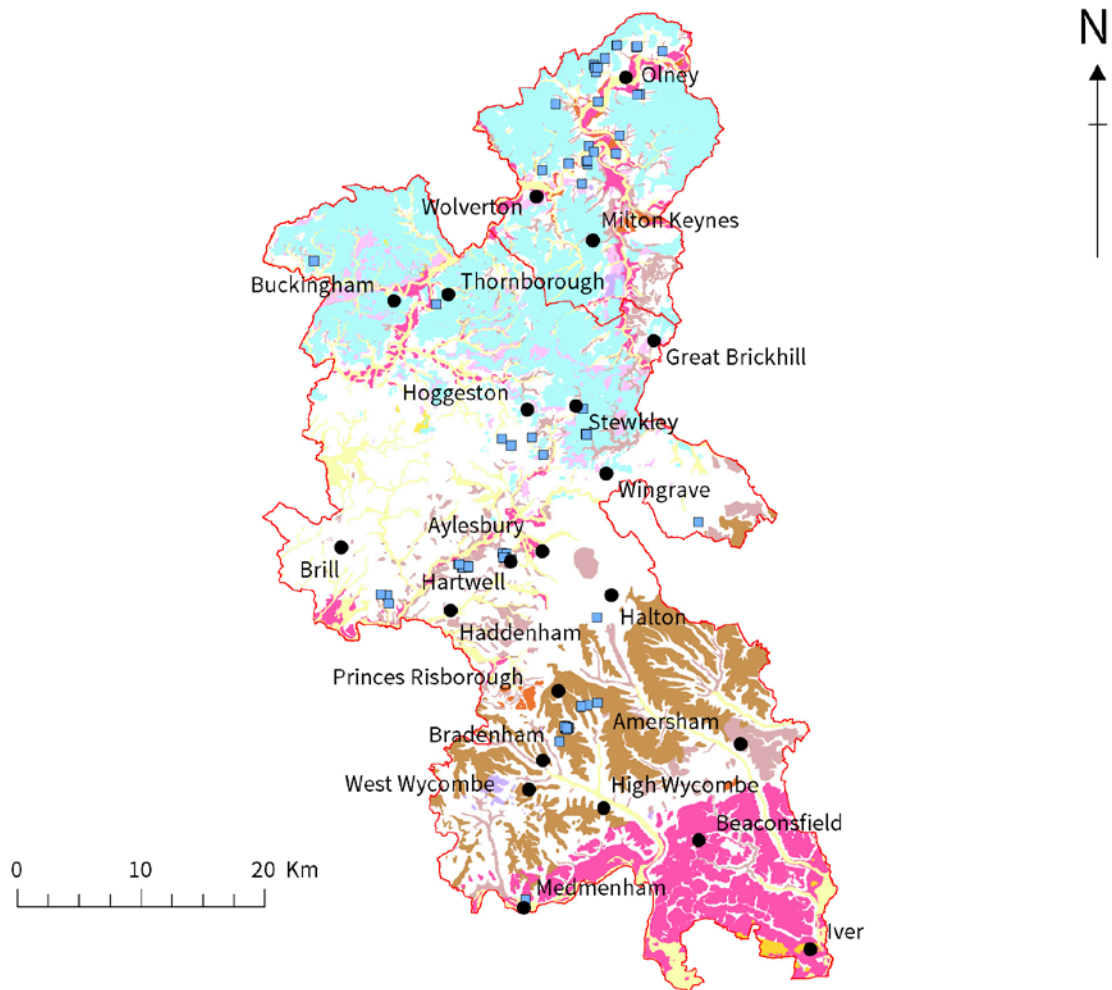 N
Olney
Wolverton
Milton Keynes
Buckingham
Thornborough
Great Brickhill
Hoggeston
Stewkley
Wingrave
Aylesbury
Brill
Hartwell
Halton
Haddenham
Princes Risborough
Amersham
Bradenham
West Wycombe
High Wycombe
Beaconsfield
0 10 20 Km
Medmenham
Iver